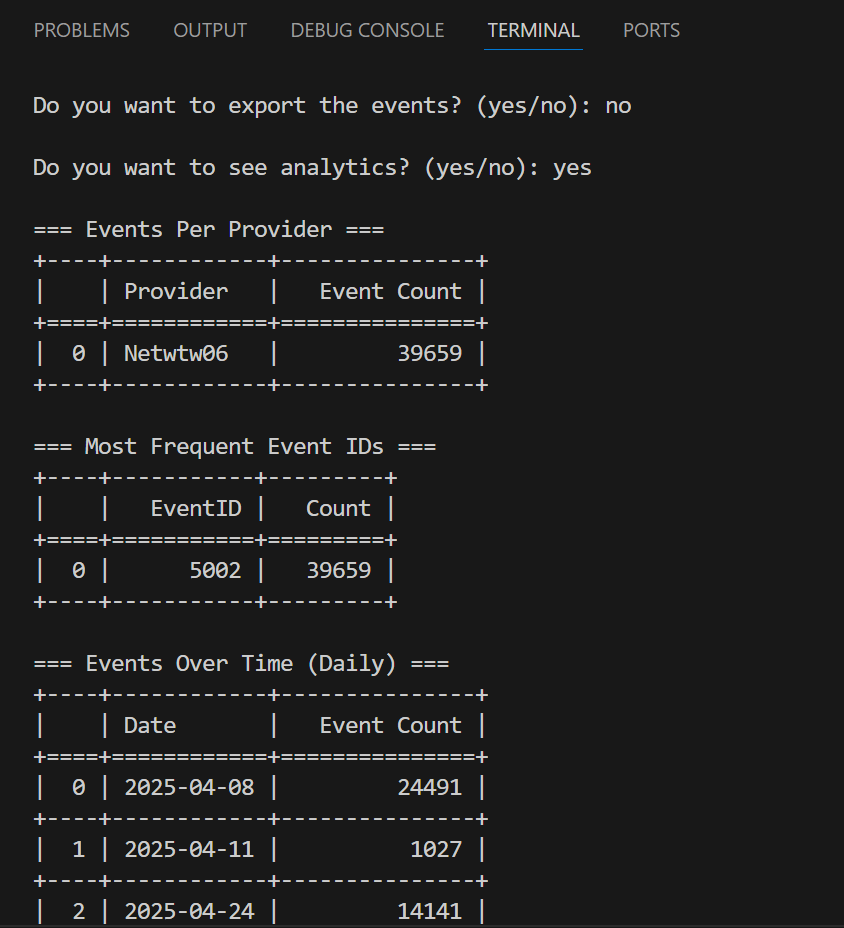 PROBLEMS OUTPUT DEBUG CONSOLE TERMINAL PORTS
Do you want to export the events? (yes/no): no
Do you want to see analytics? (yes/no): yes
=== Events Per Provider ===
+----+------------+---------------+
|    | Provider   |   Event Count |
+====+============+===============+
|  0 | Netwtw06   |         39659 |
+----+------------+---------------+
=== Most Frequent Event IDs ===
+----+-----------+---------+
|    |   EventID |   Count |
+====+===========+=========+
|  0 |      5002 |   39659 |
+----+-----------+---------+
=== Events Over Time (Daily) ===
+----+------------+---------------+
|    | Date       |   Event Count |
+====+============+===============+
|  0 | 2025-04-08 |         24491 |
+----+------------+---------------+
|  1 | 2025-04-11 |          1027 |
+----+------------+---------------+
|  2 | 2025-04-24 |         14141 |